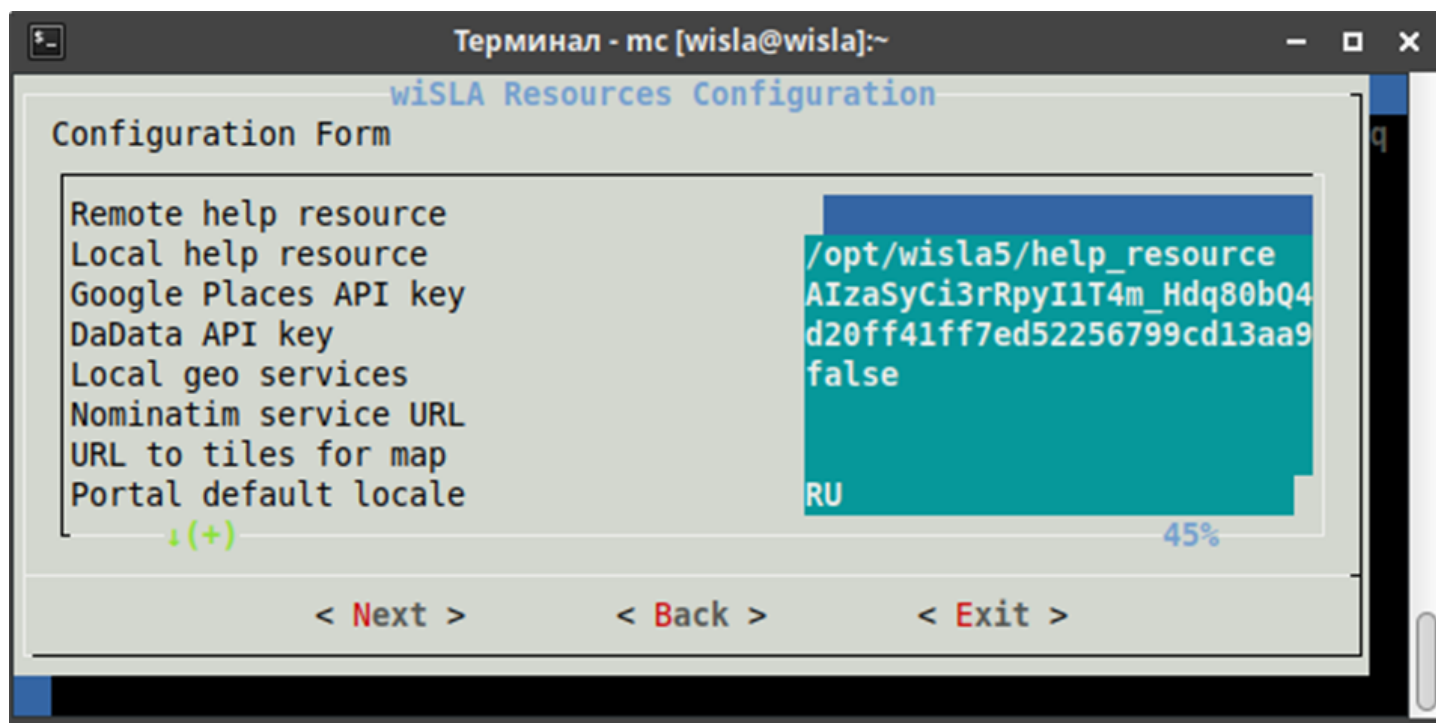 Терминал - mc [wisla@wisla]:~
wiSLA Resources Configuration
Configuration Form
q
Remote help resource
Local help resource /opt/wisla5/help_resource
Google Places API key AIzaSyCi3rRpyI1T4m_Hdq80bQ4
DaData API key d20ff41ff7ed52256799cd13aa9
Local geo services false
Nominatim service URL
URL to tiles for map
Portal default locale RU
↓(+) 45%
< Next > < Back > < Exit >